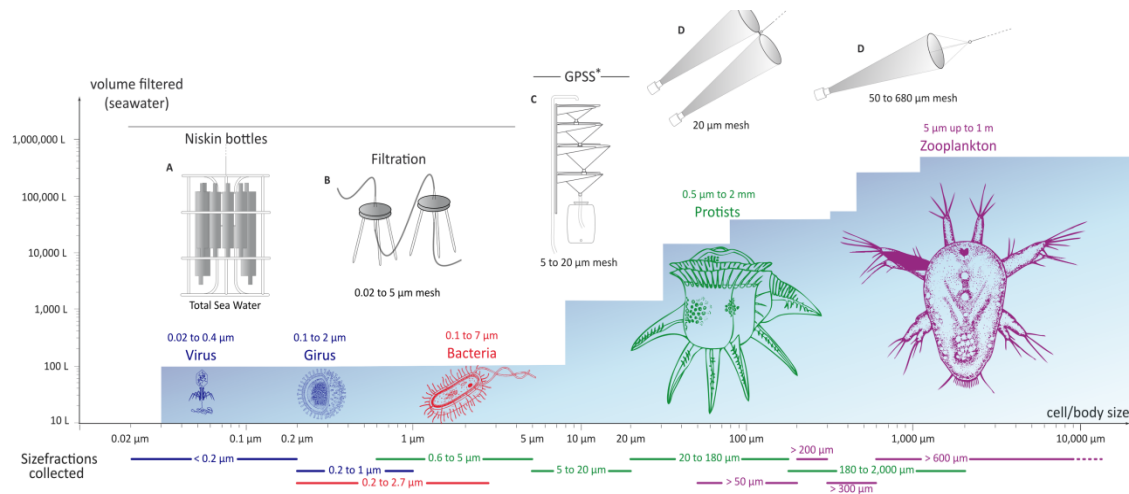 D
D
GPSS*
volume filtered
(seawater)
C
50 to 680 µm mesh
20 µm mesh
5 µm up to 1 m
Zooplankton
1,000,000 L
Niskin bottles
A
Filtration
B
100,000 L
0.5 µm to 2 mm
Protists
10,000 L
5 to 20 µm mesh
0.02 to 5 µm mesh
Total Sea Water
1,000 L
0.02 to 0.4 µm
Virus
0.1 to 2 µm
Girus
0.1 to 7 µm
Bacteria
100 L
10 L
cell/body size
0.02 µm 0.1 µm 0.2 µm 1 µm 5 µm 10 µm 20 µm 100 µm 1,000 µm 10,000 µm
Sizefractions
collected
< 0.2 µm
0.6 to 5 µm
20 to 180 µm
> 200 µm
> 600 µm
0.2 to 1 µm
5 to 20 µm
180 to 2,000 µm
0.2 to 2.7 µm
> 50 µm
> 300 µm